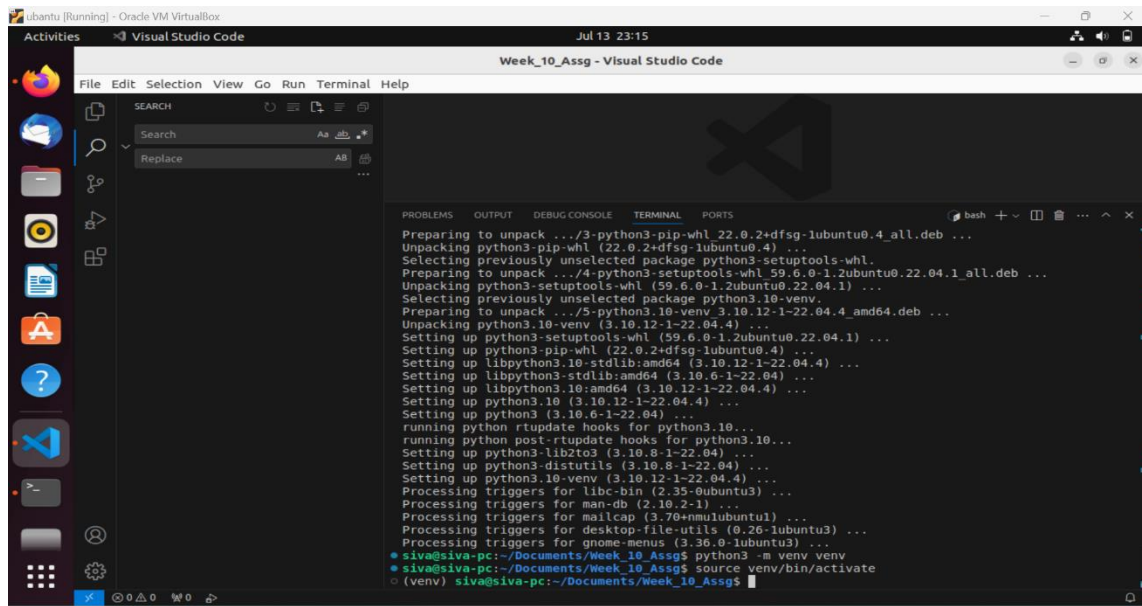 ubantu [Running] - Oracle VM VirtualBox
Activities Visual Studio Code Jul 13 23:15
Week_10_Assg - Visual Studio Code
File Edit Selection View Go Run Terminal Help
SEARCH
Search Aa ab .*
Replace AB
PROBLEMS OUTPUT DEBUG CONSOLE TERMINAL PORTS bash
Preparing to unpack .../3-python3-pip-whl_22.0.2+dfsg-1ubuntu0.4_all.deb ...
Unpacking python3-pip-whl (22.0.2+dfsg-1ubuntu0.4) ...
Selecting previously unselected package python3-setuptools-whl.
Preparing to unpack .../4-python3-setuptools-whl_59.6.0-1.2ubuntu0.22.04.1_all.deb ...
Unpacking python3-setuptools-whl (59.6.0-1.2ubuntu0.22.04.1) ...
Selecting previously unselected package python3.10-venv.
Preparing to unpack .../5-python3.10-venv_3.10.12-1~22.04.4_amd64.deb ...
Unpacking python3.10-venv (3.10.12-1~22.04.4) ...
Setting up python3-setuptools-whl (59.6.0-1.2ubuntu0.22.04.1) ...
Setting up python3-pip-whl (22.0.2+dfsg-1ubuntu0.4) ...
Setting up libpython3.10-stdlib:amd64 (3.10.12-1~22.04.4) ...
Setting up libpython3-stdlib:amd64 (3.10.6-1~22.04) ...
Setting up libpython3.10:amd64 (3.10.12-1~22.04.4) ...
Setting up python3.10 (3.10.12-1~22.04.4) ...
Setting up python3 (3.10.6-1~22.04) ...
running python rtupdate hooks for python3.10...
running python post-rtupdate hooks for python3.10...
Setting up python3-lib2to3 (3.10.8-1~22.04) ...
Setting up python3-distutils (3.10.8-1~22.04) ...
Setting up python3.10-venv (3.10.12-1~22.04.4) ...
Processing triggers for libc-bin (2.35-0ubuntu3) ...
Processing triggers for man-db (2.10.2-1) ...
Processing triggers for mailcap (3.70+nmu1ubuntu1) ...
Processing triggers for desktop-file-utils (0.26-1ubuntu3) ...
Processing triggers for gnome-menus (3.36.0-1ubuntu3) ...
siva@siva-pc:~/Documents/Week_10_Assg$ python3 -m venv venv
siva@siva-pc:~/Documents/Week_10_Assg$ source venv/bin/activate
(venv) siva@siva-pc:~/Documents/Week_10_Assg$
0 0 0